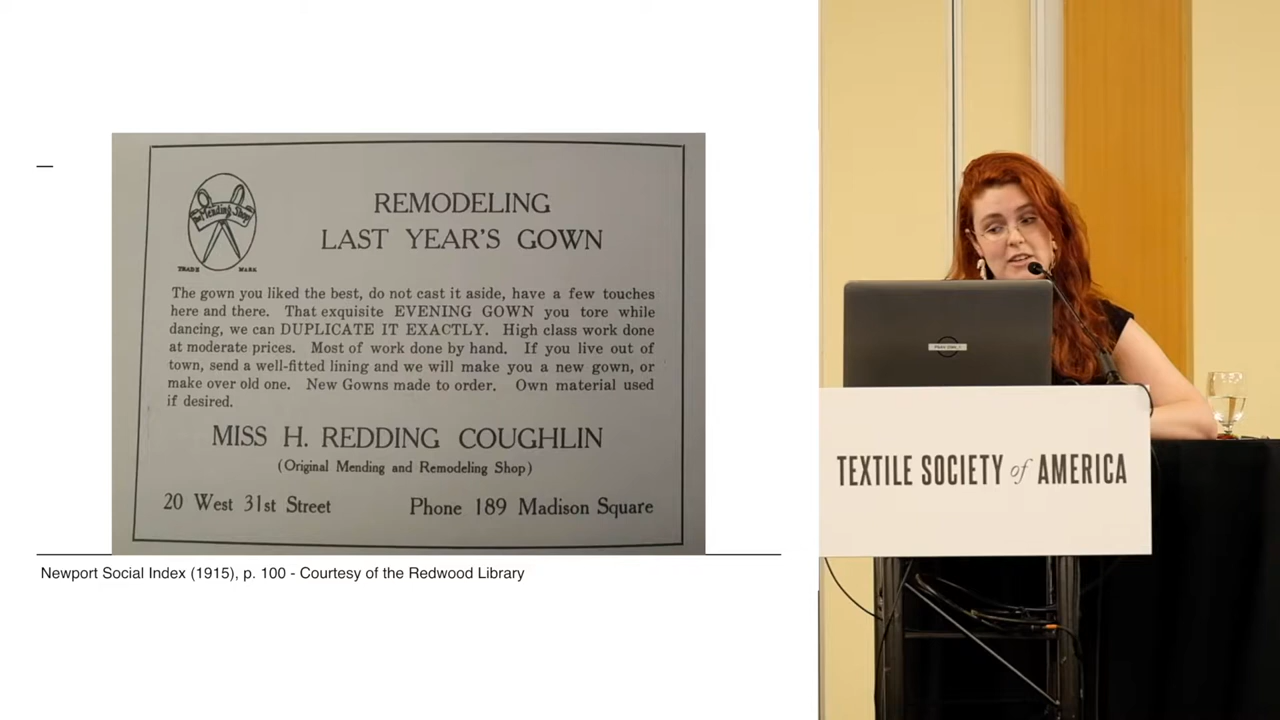 The Mending Shop
TRADE MARK
REMODELING
LAST YEAR'S GOWN
The gown you liked the best, do not cast it aside, have a few touches
here and there. That exquisite EVENING GOWN you tore while
dancing, we can DUPLICATE IT EXACTLY. High class work done
at moderate prices. Most of work done by hand. If you live out of
town, send a well-fitted lining and we will make you a new gown, or
make over old one. New Gowns made to order. Own material used
if desired.
MISS H. REDDING COUGHLIN
(Original Mending and Remodeling Shop)
20 West 31st Street Phone 189 Madison Square
Newport Social Index (1915), p. 100 - Courtesy of the Redwood Library
TEXTILE SOCIETY of AMERICA